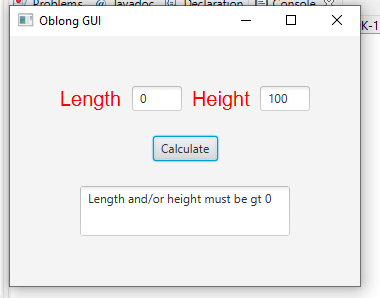 Problems @ Javadoc Declaration Console
Oblong GUI
K-1
Length 0 Height 100
Calculate
Length and/or height must be gt 0